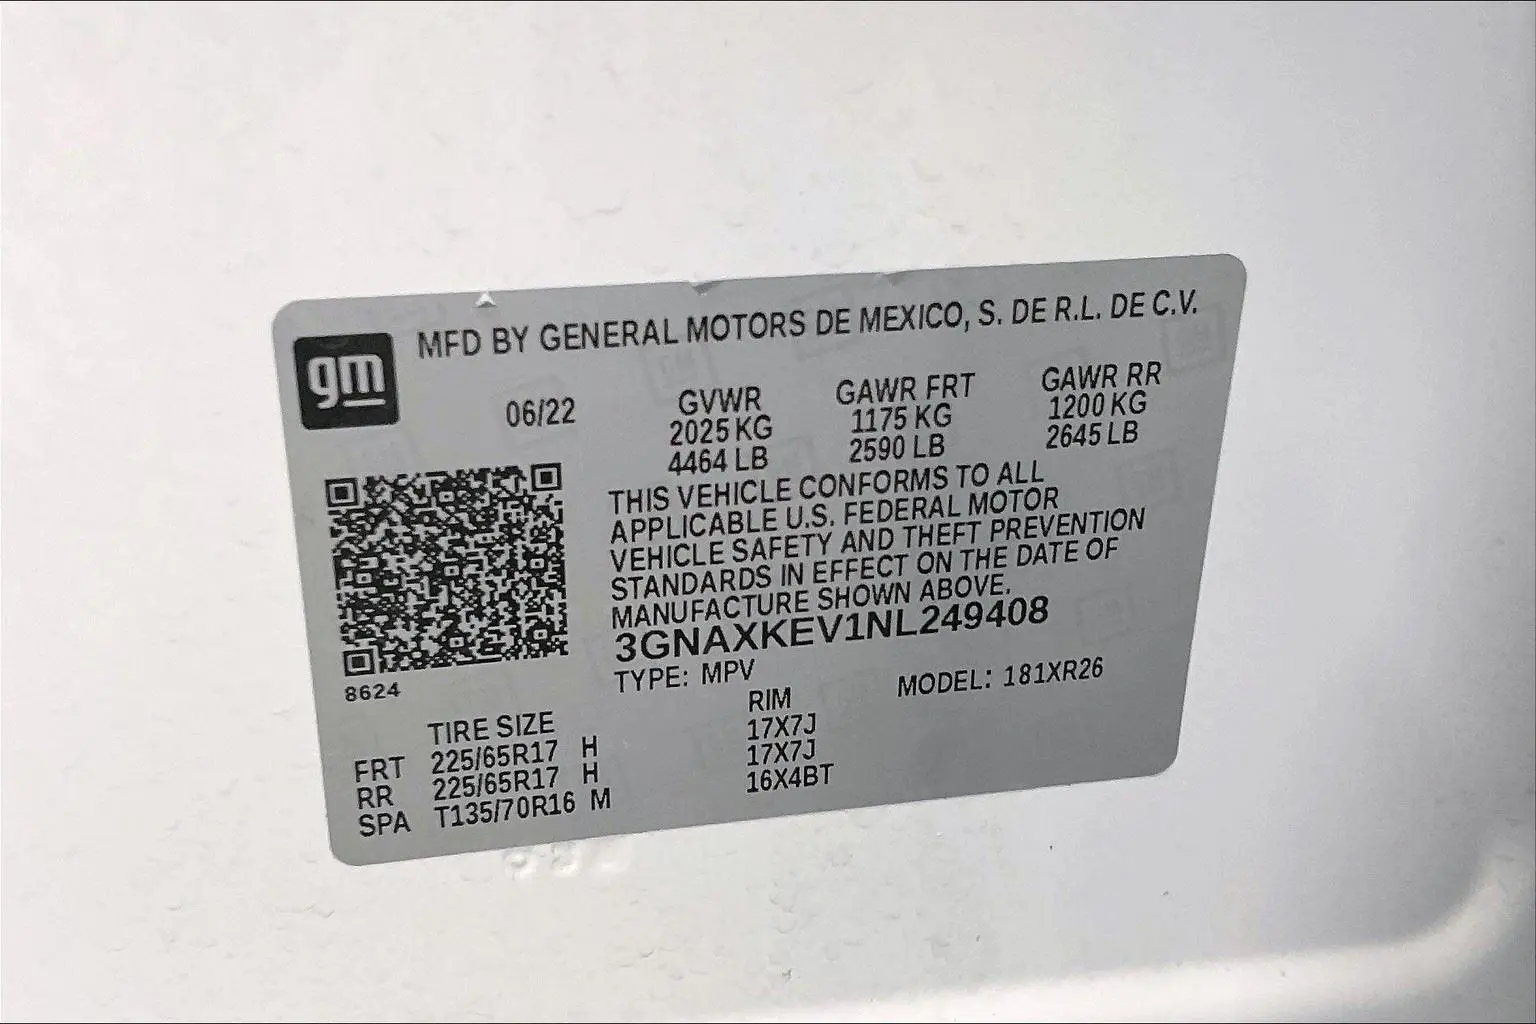 gm
MFD BY GENERAL MOTORS DE MEXICO, S. DE R.L. DE C.V.
06/22 GVWR GAWR FRT GAWR RR
2025 KG 1175 KG 1200 KG
4464 LB 2590 LB 2645 LB
THIS VEHICLE CONFORMS TO ALL
APPLICABLE U.S. FEDERAL MOTOR
VEHICLE SAFETY AND THEFT PREVENTION
STANDARDS IN EFFECT ON THE DATE OF
MANUFACTURE SHOWN ABOVE.
3GNAXKEV1NL249408
TYPE: MPV MODEL: 181XR26
8624
TIRE SIZE RIM
FRT 225/65R17 H 17X7J
RR 225/65R17 H 17X7J
SPA T135/70R16 M 16X4BT